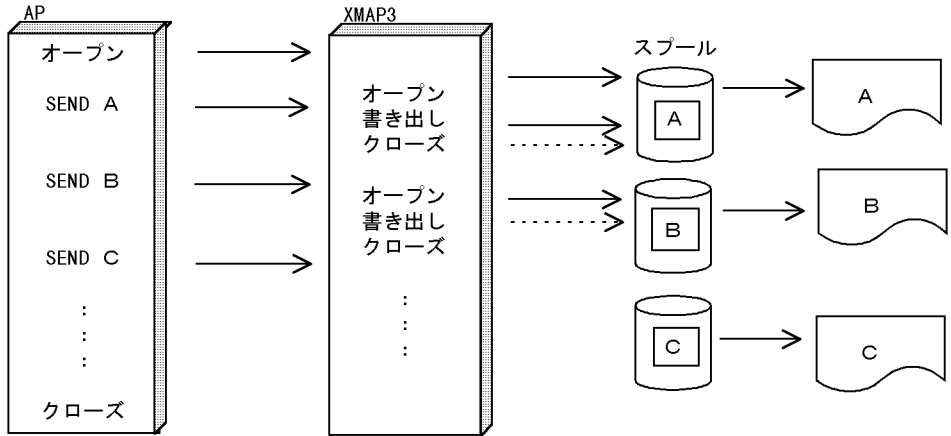 AP
オープン
SEND A
SEND B
SEND C
:
:
:
クローズ
XMAP3
オープン
書き出し
クローズ
オープン
書き出し
クローズ
:
:
:
スプール
A
B
C
A
B
C